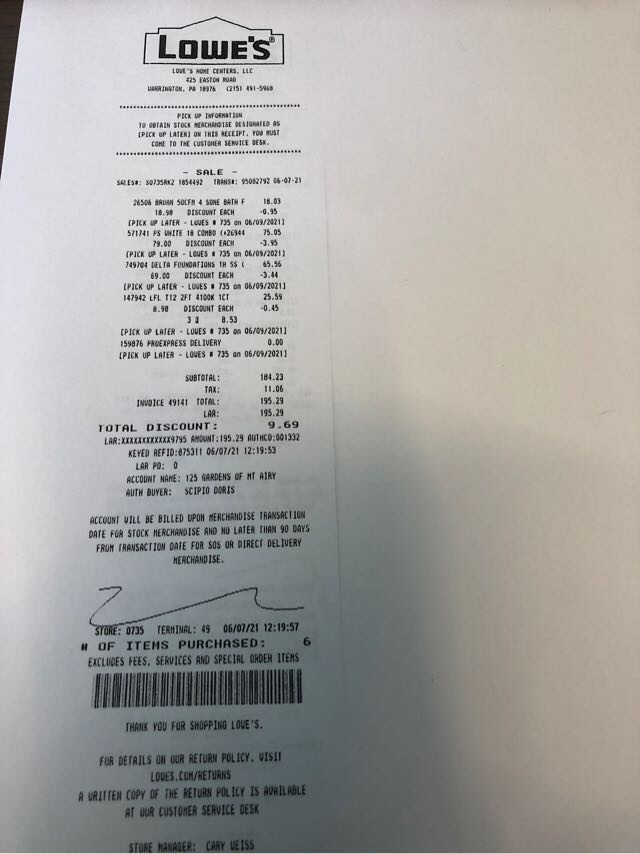 LOWE'S®
LOWE'S HOME CENTERS, LLC
425 EASTON ROAD
WARRINGTON, PA 18976 (215) 491-5960
PICK UP INFORMATION
TO OBTAIN STOCK MERCHANDISE DESIGNATED AS
[PICK UP LATER] ON THIS RECEIPT, YOU MUST
COME TO THE CUSTOMER SERVICE DESK.
- SALE -
SALES#: SO735RK2 1854492 TRANS#: 95002792 06-07-21
26506 BROAN 50CFM 4 SONE BATH F 18.03
18.98 DISCOUNT EACH -0.95
[PICK UP LATER - LOWES # 735 on 06/09/2021]
571741 PS WHITE 18 COMBO (#26944 75.05
79.00 DISCOUNT EACH -3.95
[PICK UP LATER - LOWES # 735 on 06/09/2021]
749704 DELTA FOUNDATIONS 1H SS ( 65.56
69.00 DISCOUNT EACH -3.44
[PICK UP LATER - LOWES # 735 on 06/09/2021]
147942 LFL T12 2FT 4100K 1CT 25.59
8.98 DISCOUNT EACH -0.45
3 @ 8.53
[PICK UP LATER - LOWES # 735 on 06/09/2021]
159876 PROEXPRESS DELIVERY 0.00
[PICK UP LATER - LOWES # 735 on 06/09/2021]
SUBTOTAL: 184.23
TAX: 11.06
INVOICE 49141 TOTAL: 195.29
LAR: 195.29
TOTAL DISCOUNT: 9.69
LAR:XXXXXXXXXXXX9795 AMOUNT:195.29 AUTHCD:001332
KEYED REFID:875311 06/07/21 12:19:53
LAR PO: 0
ACCOUNT NAME: 125 GARDENS OF MT AIRY
AUTH BUYER: SCIPIO DORIS
ACCOUNT WILL BE BILLED UPON MERCHANDISE TRANSACTION
DATE FOR STOCK MERCHANDISE AND NO LATER THAN 90 DAYS
FROM TRANSACTION DATE FOR SOS OR DIRECT DELIVERY
MERCHANDISE.
STORE: 0735 TERMINAL: 49 06/07/21 12:19:57
# OF ITEMS PURCHASED: 6
EXCLUDES FEES, SERVICES AND SPECIAL ORDER ITEMS
THANK YOU FOR SHOPPING LOWE'S.
FOR DETAILS ON OUR RETURN POLICY, VISIT
LOWES.COM/RETURNS
A WRITTEN COPY OF THE RETURN POLICY IS AVAILABLE
AT OUR CUSTOMER SERVICE DESK
STORE MANAGER: CARY WEISS